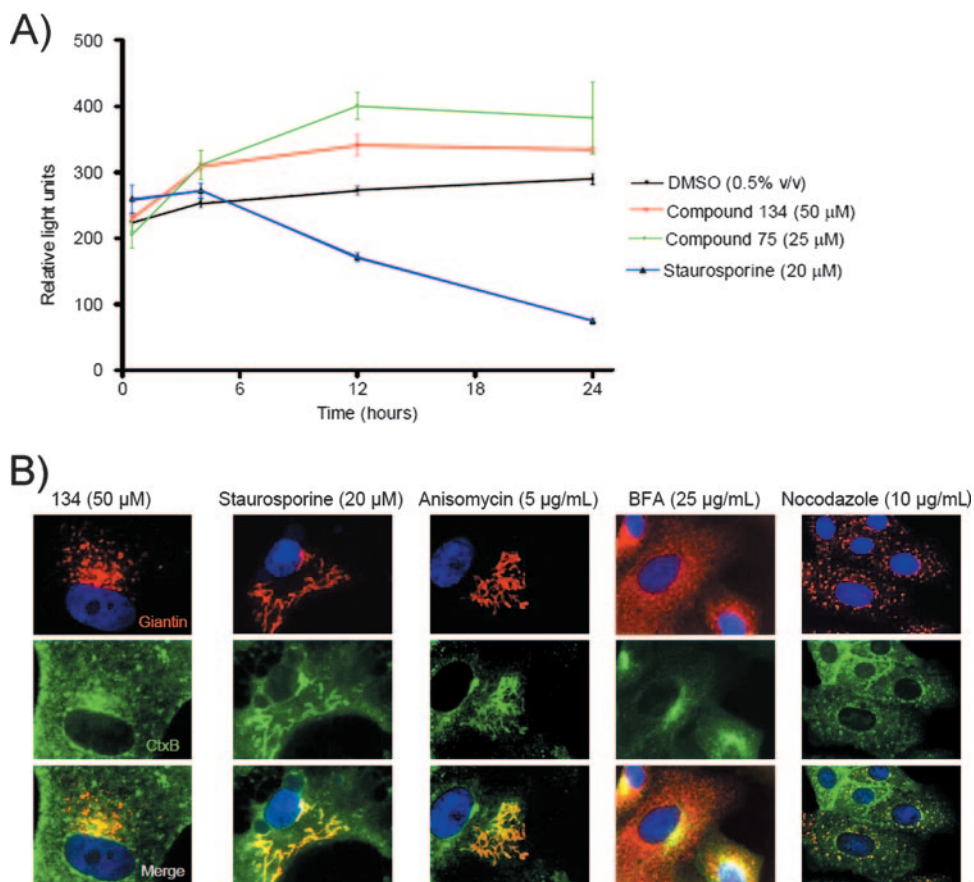 A)
500
400
300
200
100
0
Relative light units
0 6 12 18 24
Time (hours)
DMSO (0.5% v/v)
Compound 134 (50 µM)
Compound 75 (25 µM)
Staurosporine (20 µM)
B)
134 (50 µM) Staurosporine (20 µM) Anisomycin (5 µg/mL) BFA (25 µg/mL) Nocodazole (10 µg/mL)
Giantin
CtxB
Merge